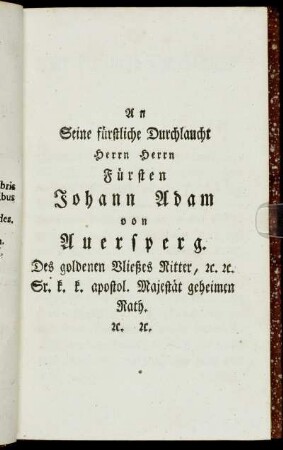 An
Seine fürstliche Durchlaucht
Herrn Herrn
Fürsten
Johann Adam
von
Auersperg.
Des goldenen Vließes Ritter, ꝛc. ꝛc.
Sr. k. k. apostol. Majestät geheimen
Rath.
ꝛc. ꝛc.